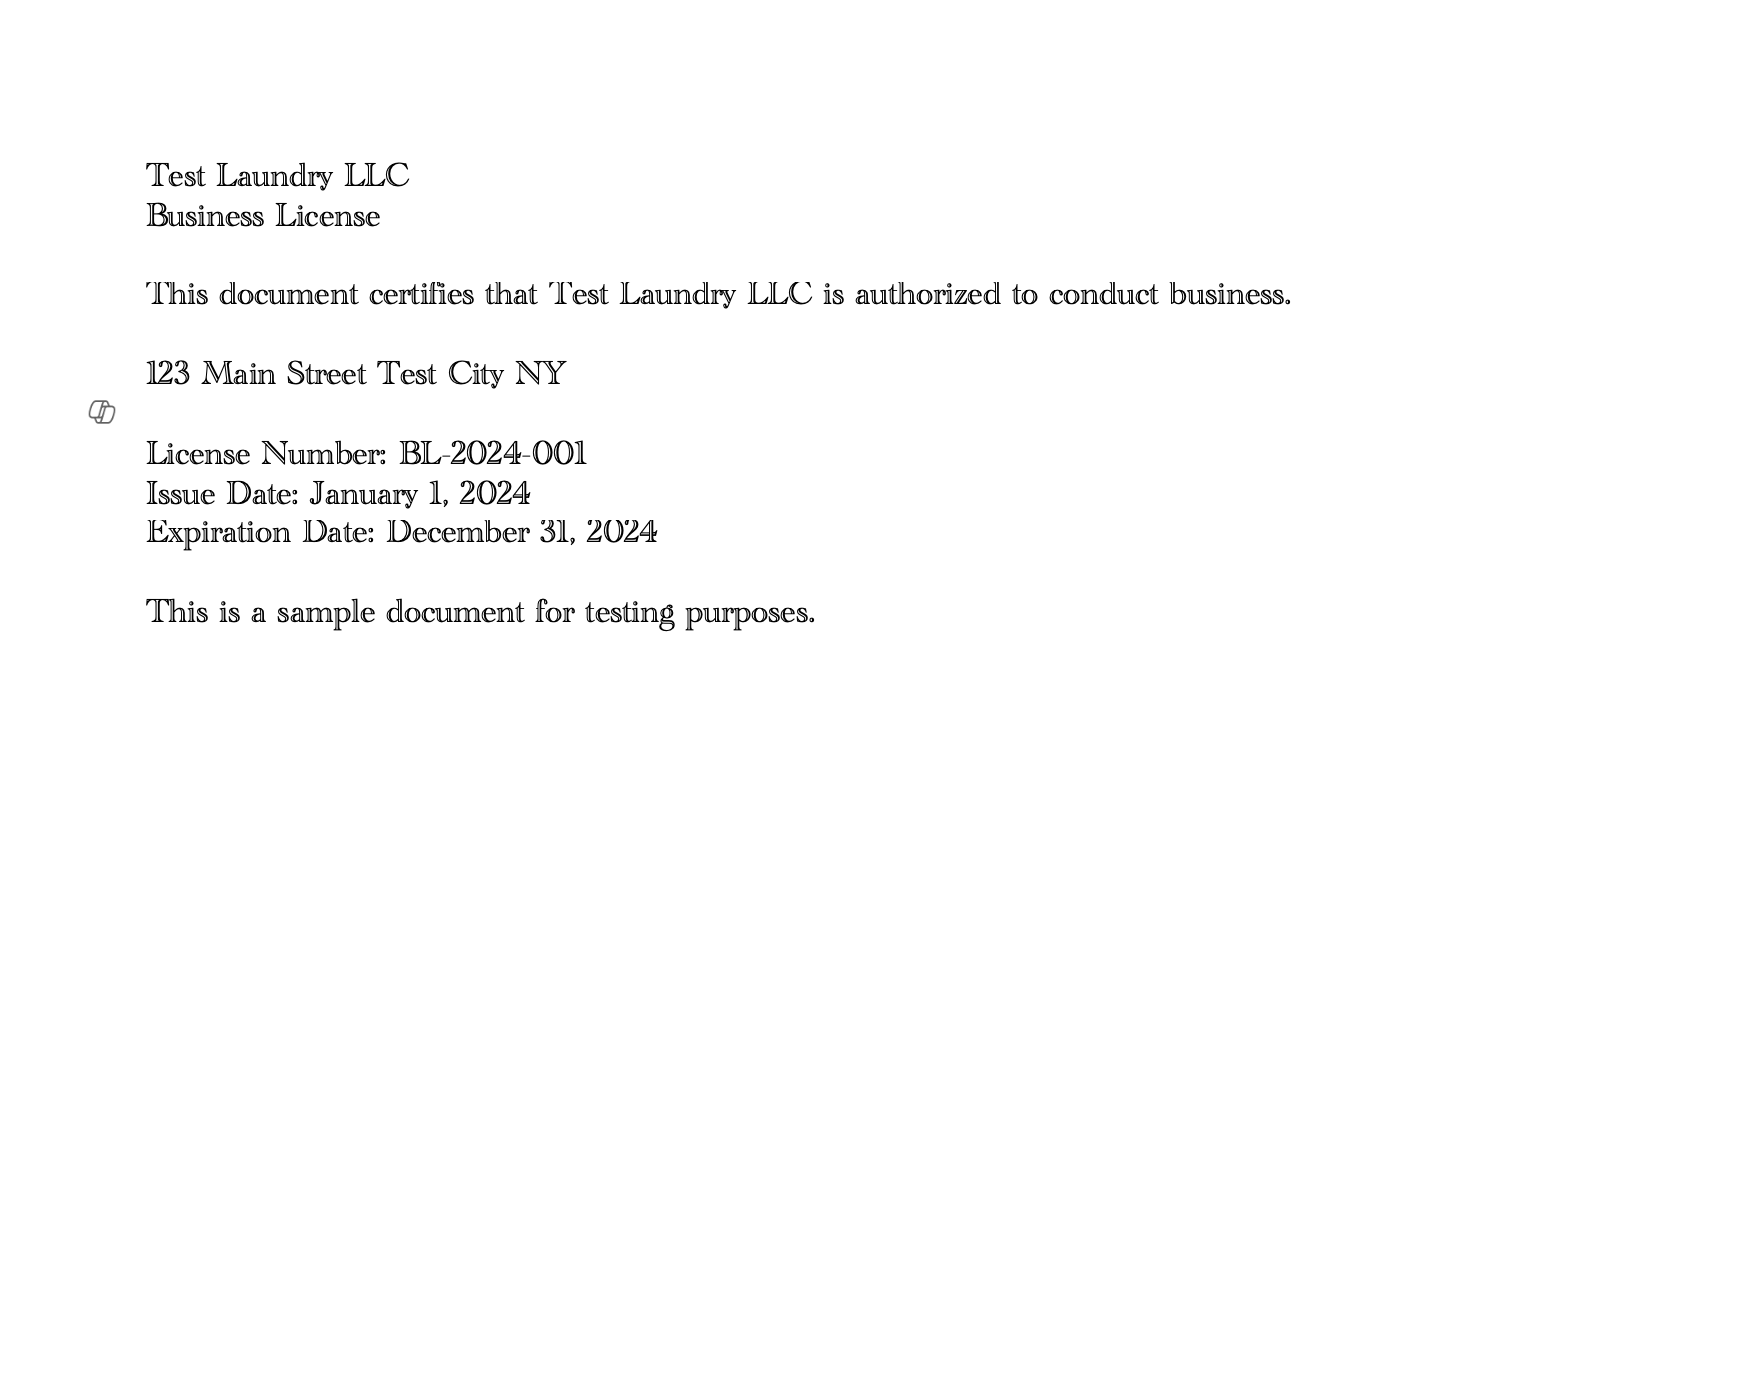 Test Laundry LLC
Business License
This document certifies that Test Laundry LLC is authorized to conduct business.
123 Main Street Test City NY
License Number: BL-2024-001
Issue Date: January 1, 2024
Expiration Date: December 31, 2024
This is a sample document for testing purposes.